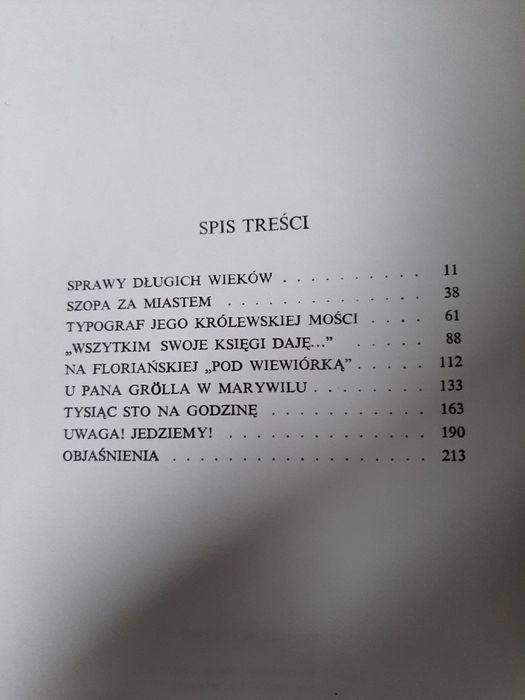 SPIS TREŚCI
SPRAWY DŁUGICH WIEKÓW . . . . . . . . . . 11
SZOPA ZA MIASTEM . . . . . . . . . . . . . 38
TYPOGRAF JEGO KRÓLEWSKIEJ MOŚCI . . . . 61
„WSZYTKIM SWOJE KSIĘGI DAJĘ...” . . . . . 88
NA FLORIAŃSKIEJ „POD WIEWIÓRKĄ” . . . . . 112
U PANA GRÖLLA W MARYWILU . . . . . . . . 133
TYSIĄC STO NA GODZINĘ . . . . . . . . . . 163
UWAGA! JEDZIEMY! . . . . . . . . . . . . . 190
OBJAŚNIENIA . . . . . . . . . . . . . . . . 213